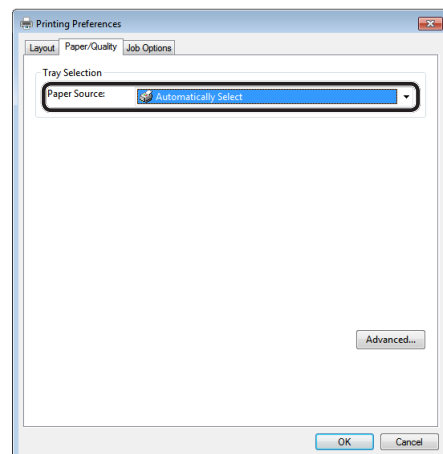 Printing Preferences
Layout Paper/Quality Job Options
Tray Selection
Paper Source: Automatically Select
Advanced...
OK Cancel